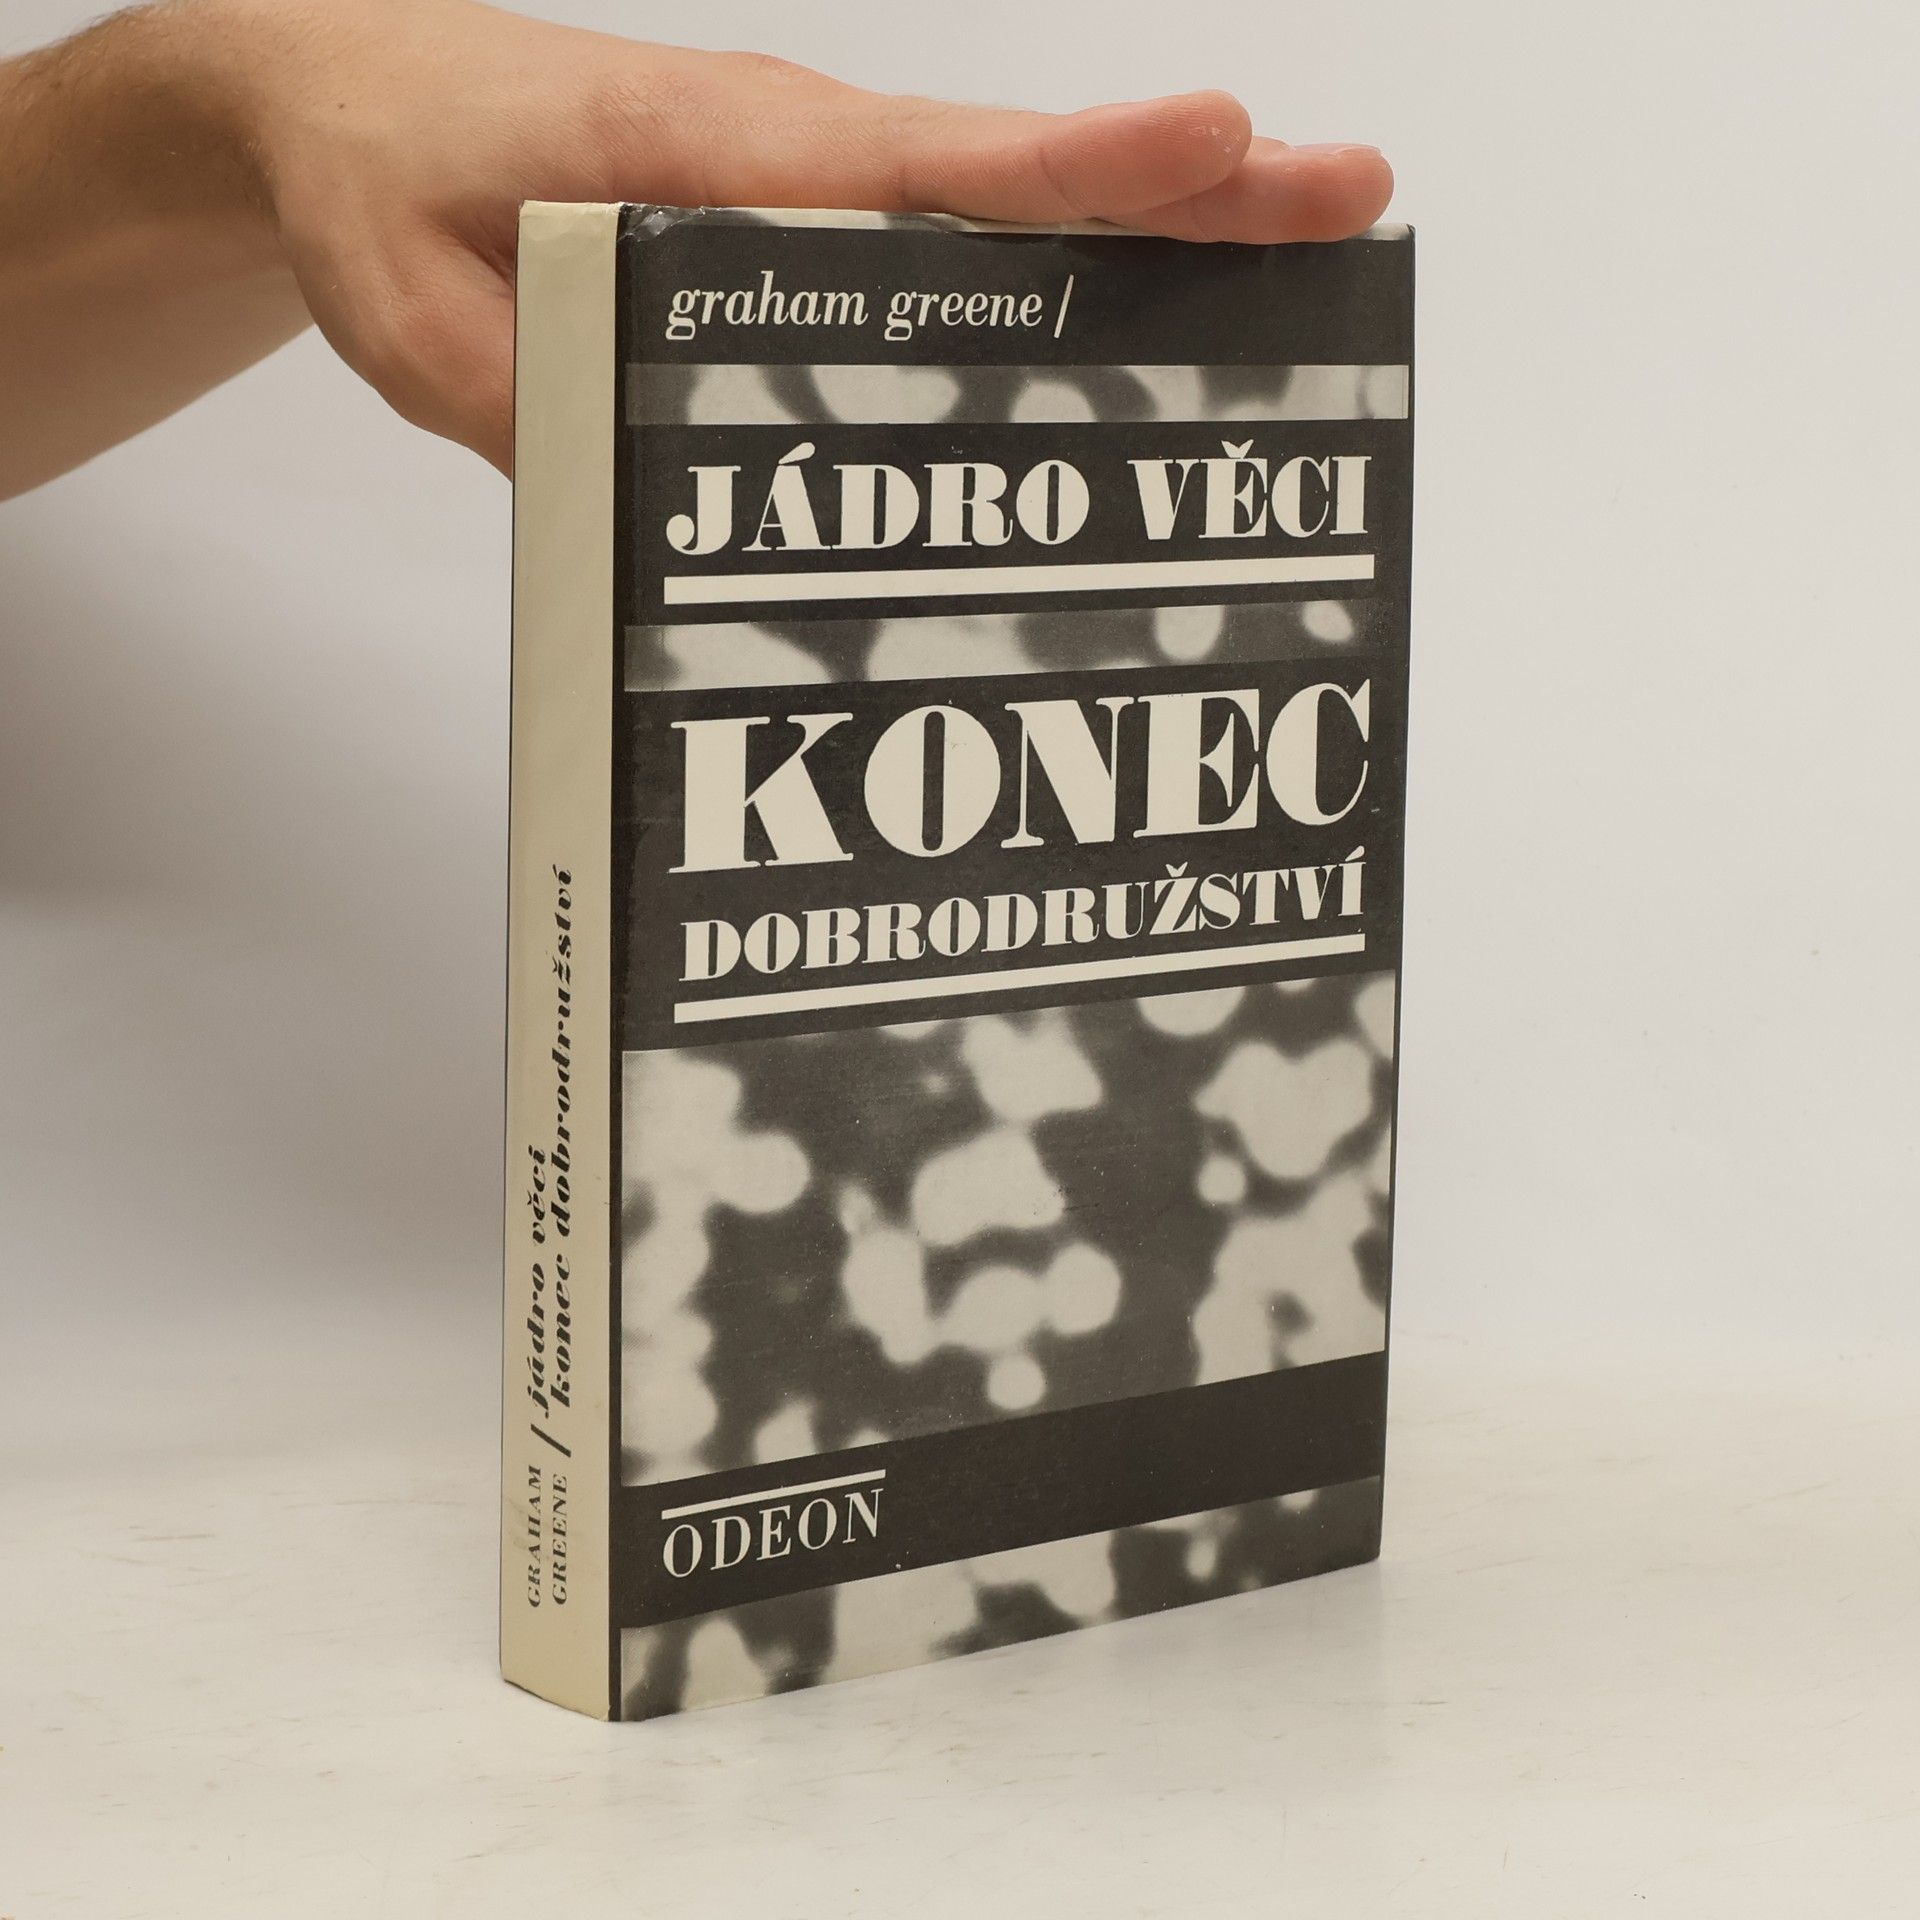 graham greene/
JÁDRO VĚCI
KONEC
DOBRODRUŽSTVÍ
ODEON
GRAHAM GREENE / jádro věci
konec dobrodružství